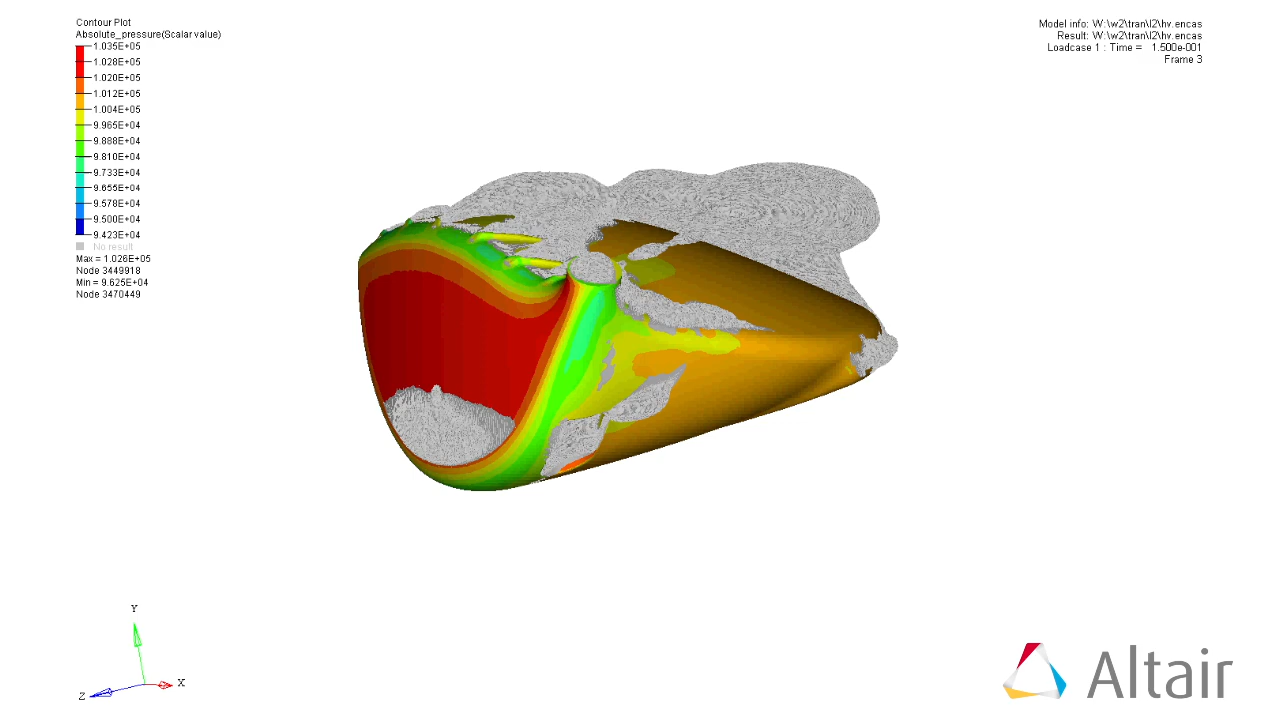 Contour Plot
Absolute_pressure(Scalar value)
1.035E+05
1.028E+05
1.020E+05
1.012E+05
1.004E+05
9.965E+04
9.888E+04
9.810E+04
9.733E+04
9.655E+04
9.578E+04
9.500E+04
9.423E+04
No result
Max = 1.026E+05
Node 3449918
Min = 9.625E+04
Node 3470449
Model info: W:\w2\tran\l2\hv.encas
Result: W:\w2\tran\l2\hv.encas
Loadcase 1 : Time = 1.500e-001
Frame 3
Y
Z
X
Altair